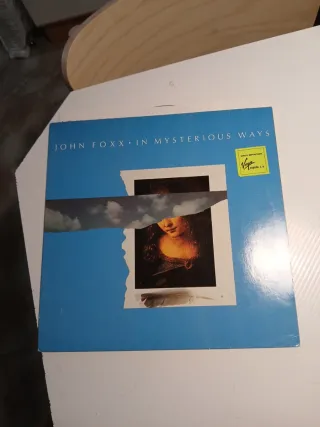 JOHN FOXX • IN MYSTERIOUS WAYS
Virgin